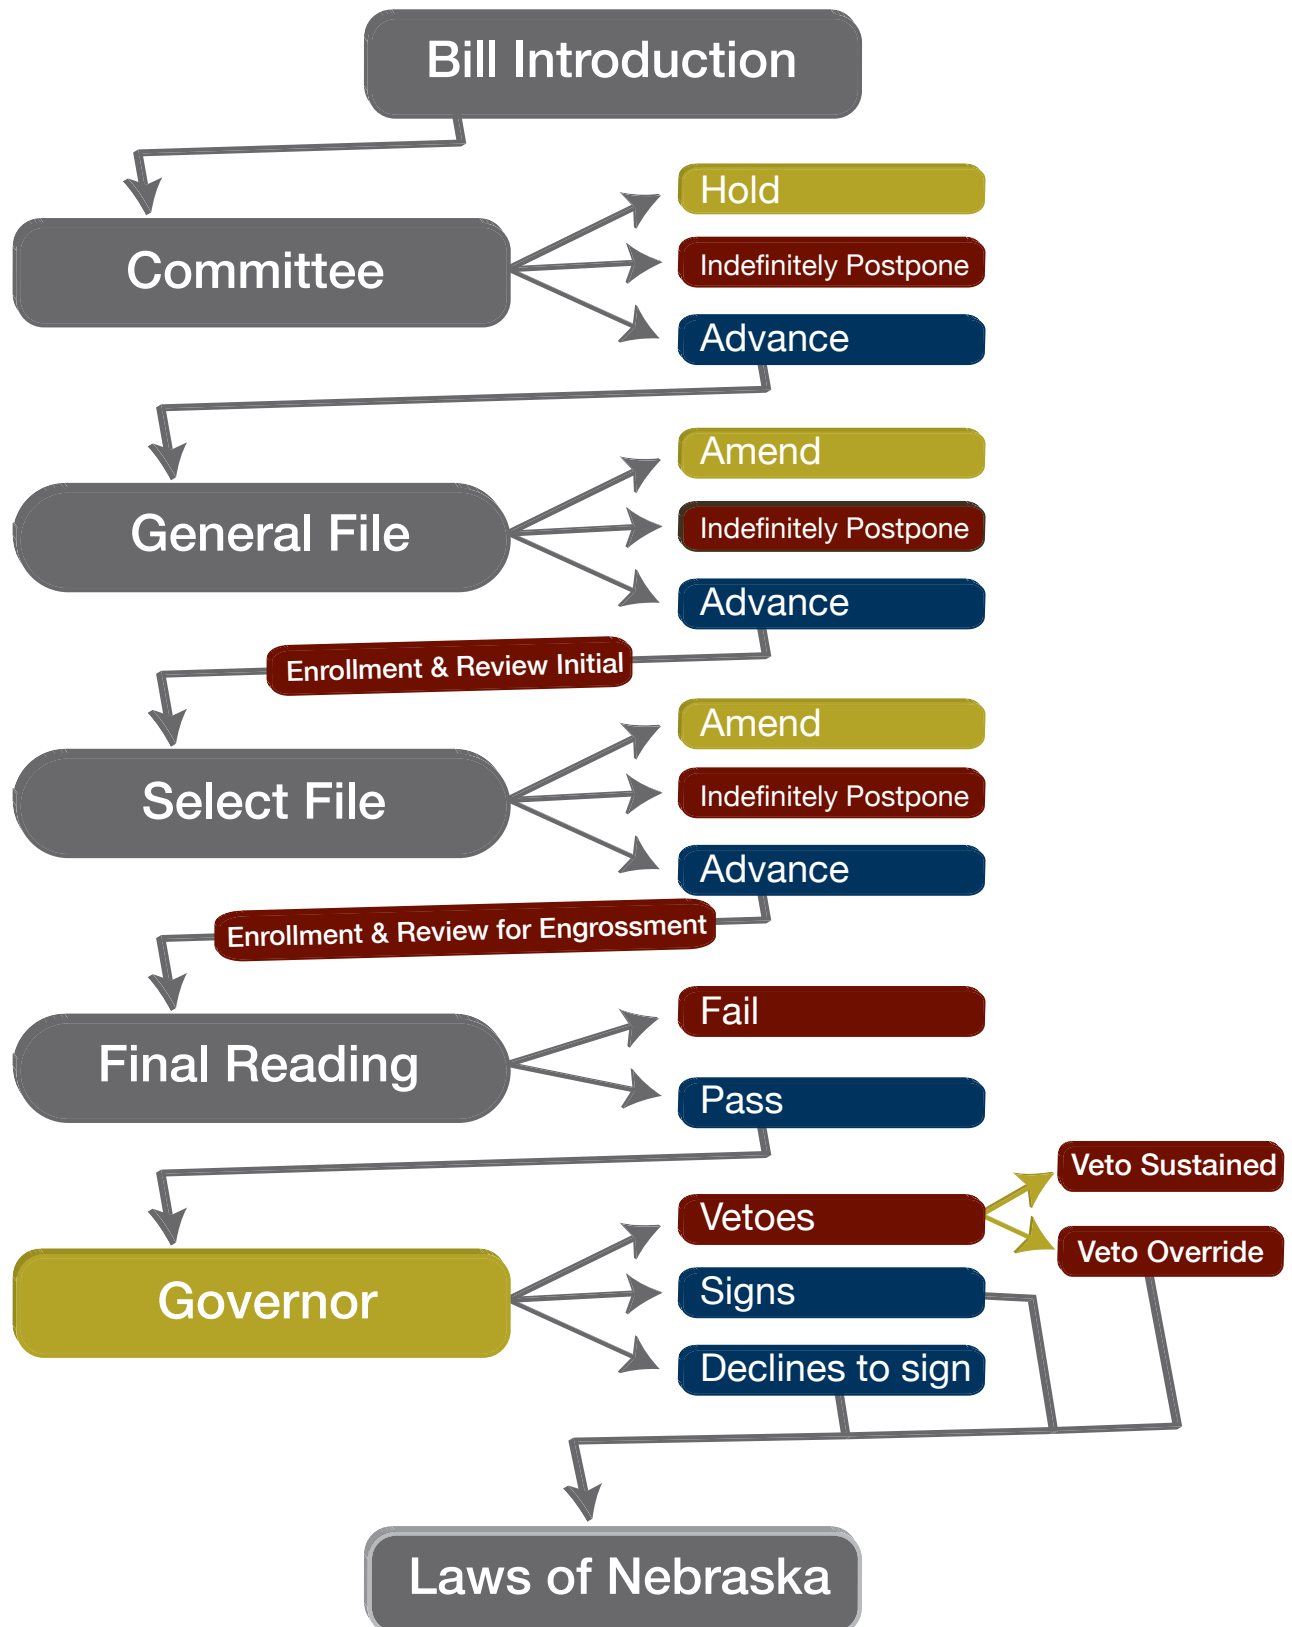 Bill Introduction
Committee
Hold
Indefinitely Postpone
Advance
General File
Amend
Indefinitely Postpone
Advance
Enrollment & Review Initial
Select File
Amend
Indefinitely Postpone
Advance
Enrollment & Review for Engrossment
Final Reading
Fail
Pass
Governor
Vetoes
Veto Sustained
Veto Override
Signs
Declines to sign
Laws of Nebraska